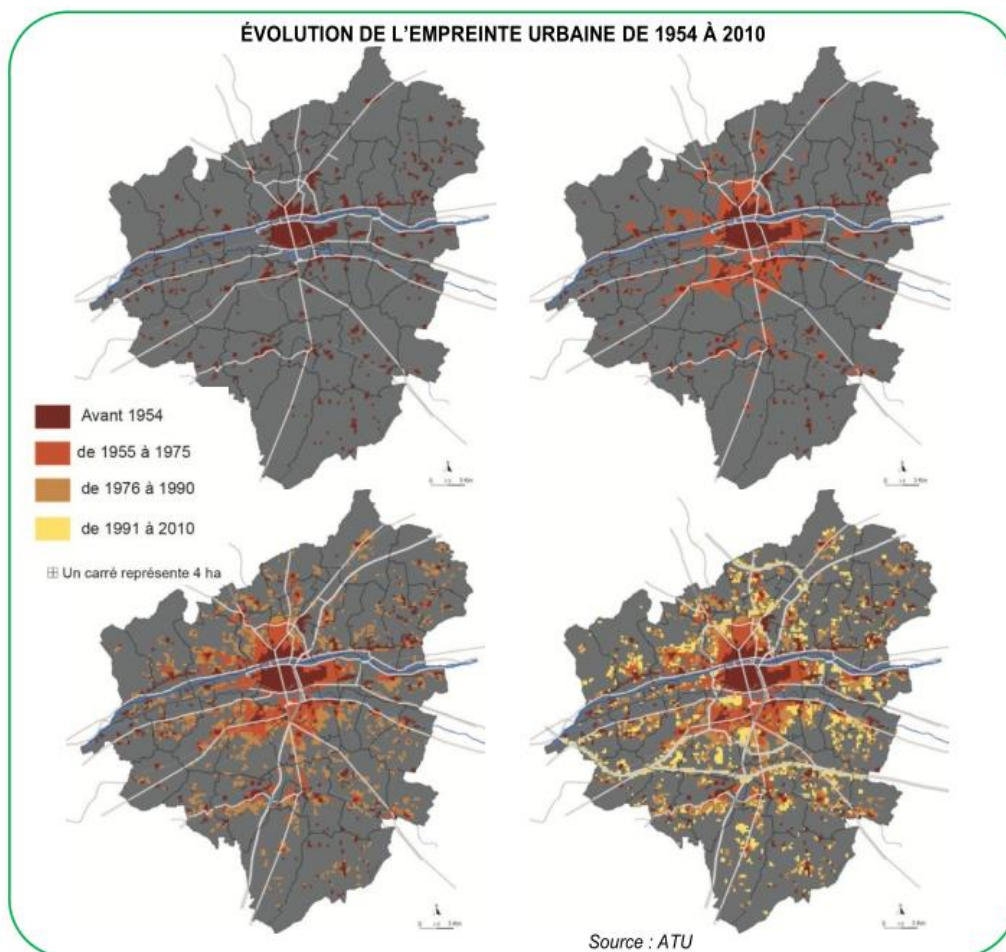 ÉVOLUTION DE L'EMPREINTE URBAINE DE 1954 À 2010
Avant 1954
de 1955 à 1975
de 1976 à 1990
de 1991 à 2010
Un carré représente 4 ha
Source : ATU